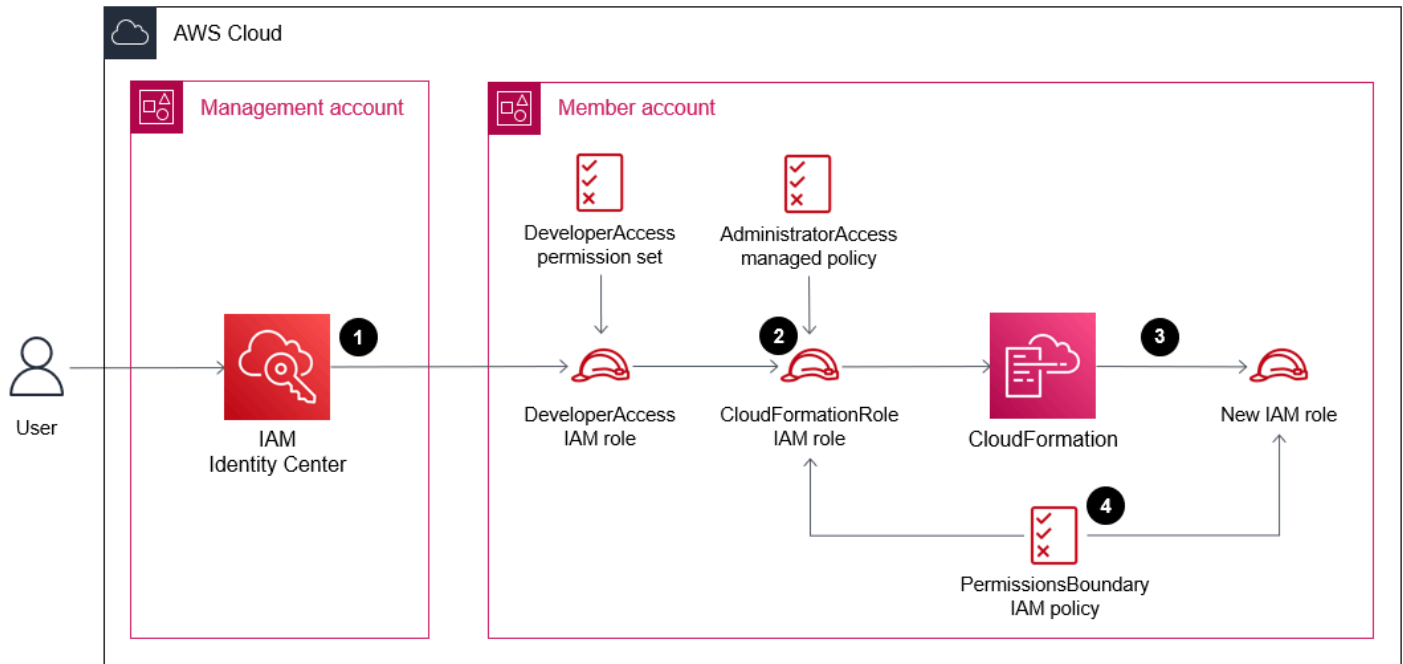 AWS Cloud
Management account
Member account
DeveloperAccess
permission set
AdministratorAccess
managed policy
1
2
3
User
IAM
Identity Center
DeveloperAccess
IAM role
CloudFormationRole
IAM role
CloudFormation
New IAM role
4
PermissionsBoundary
IAM policy